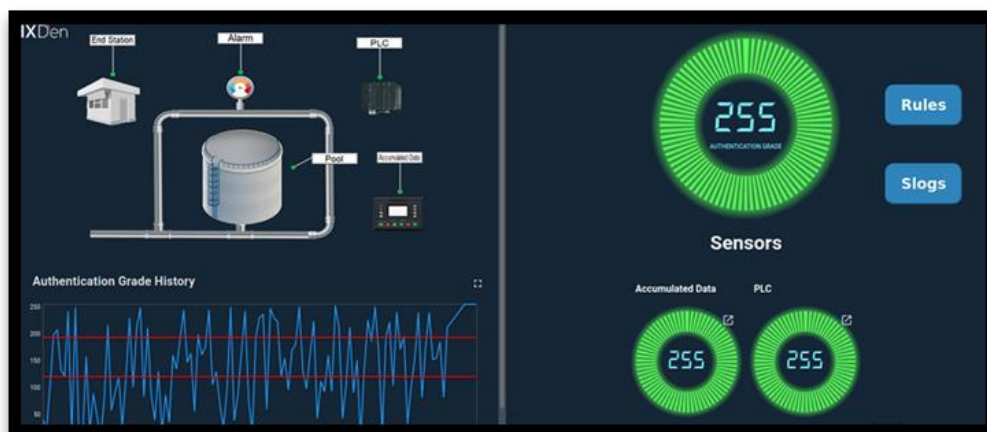 IXDen
End Station
Alarm
PLC
Pool
Accumulated Data
Authentication Grade History
250
200
150
100
50
255
AUTHENTICATION GRADE
Rules
Slogs
Sensors
Accumulated Data
PLC
255
255